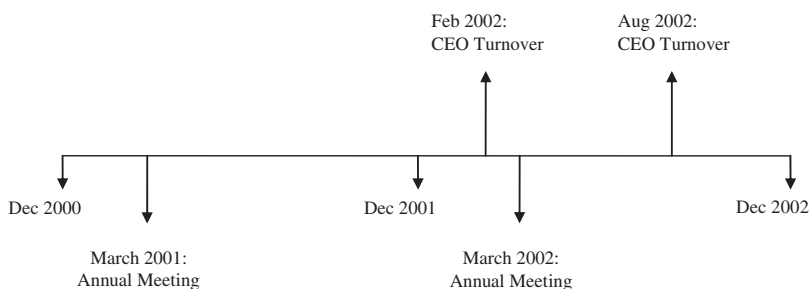 Feb 2002:
CEO Turnover
Aug 2002:
CEO Turnover
Dec 2000
Dec 2001
Dec 2002
March 2001:
Annual Meeting
March 2002:
Annual Meeting